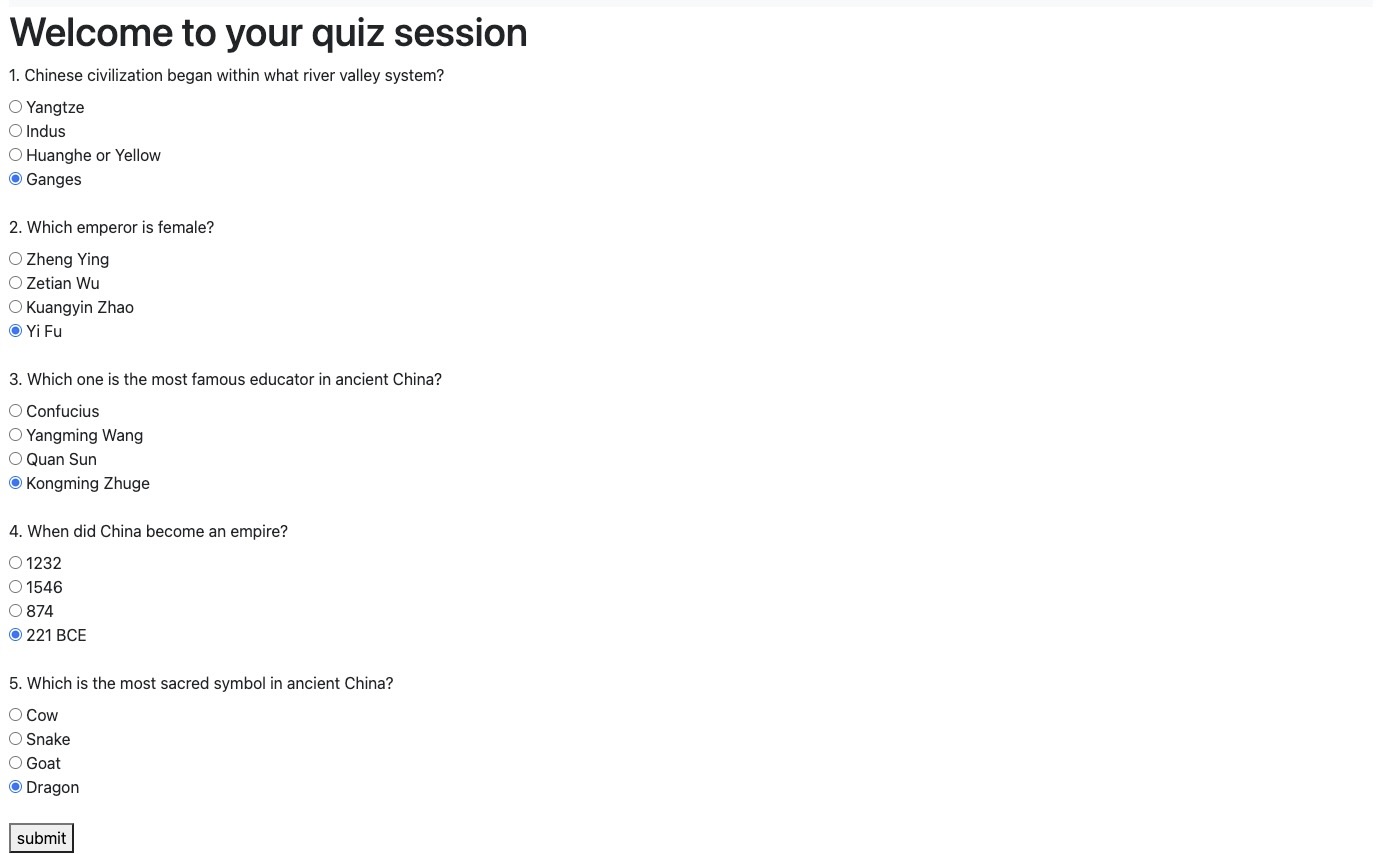 Welcome to your quiz session
1. Chinese civilization began within what river valley system?
Yangtze
Indus
Huanghe or Yellow
Ganges
2. Which emperor is female?
Zheng Ying
Zetian Wu
Kuangyin Zhao
Yi Fu
3. Which one is the most famous educator in ancient China?
Confucius
Yangming Wang
Quan Sun
Kongming Zhuge
4. When did China become an empire?
1232
1546
874
221 BCE
5. Which is the most sacred symbol in ancient China?
Cow
Snake
Goat
Dragon
submit